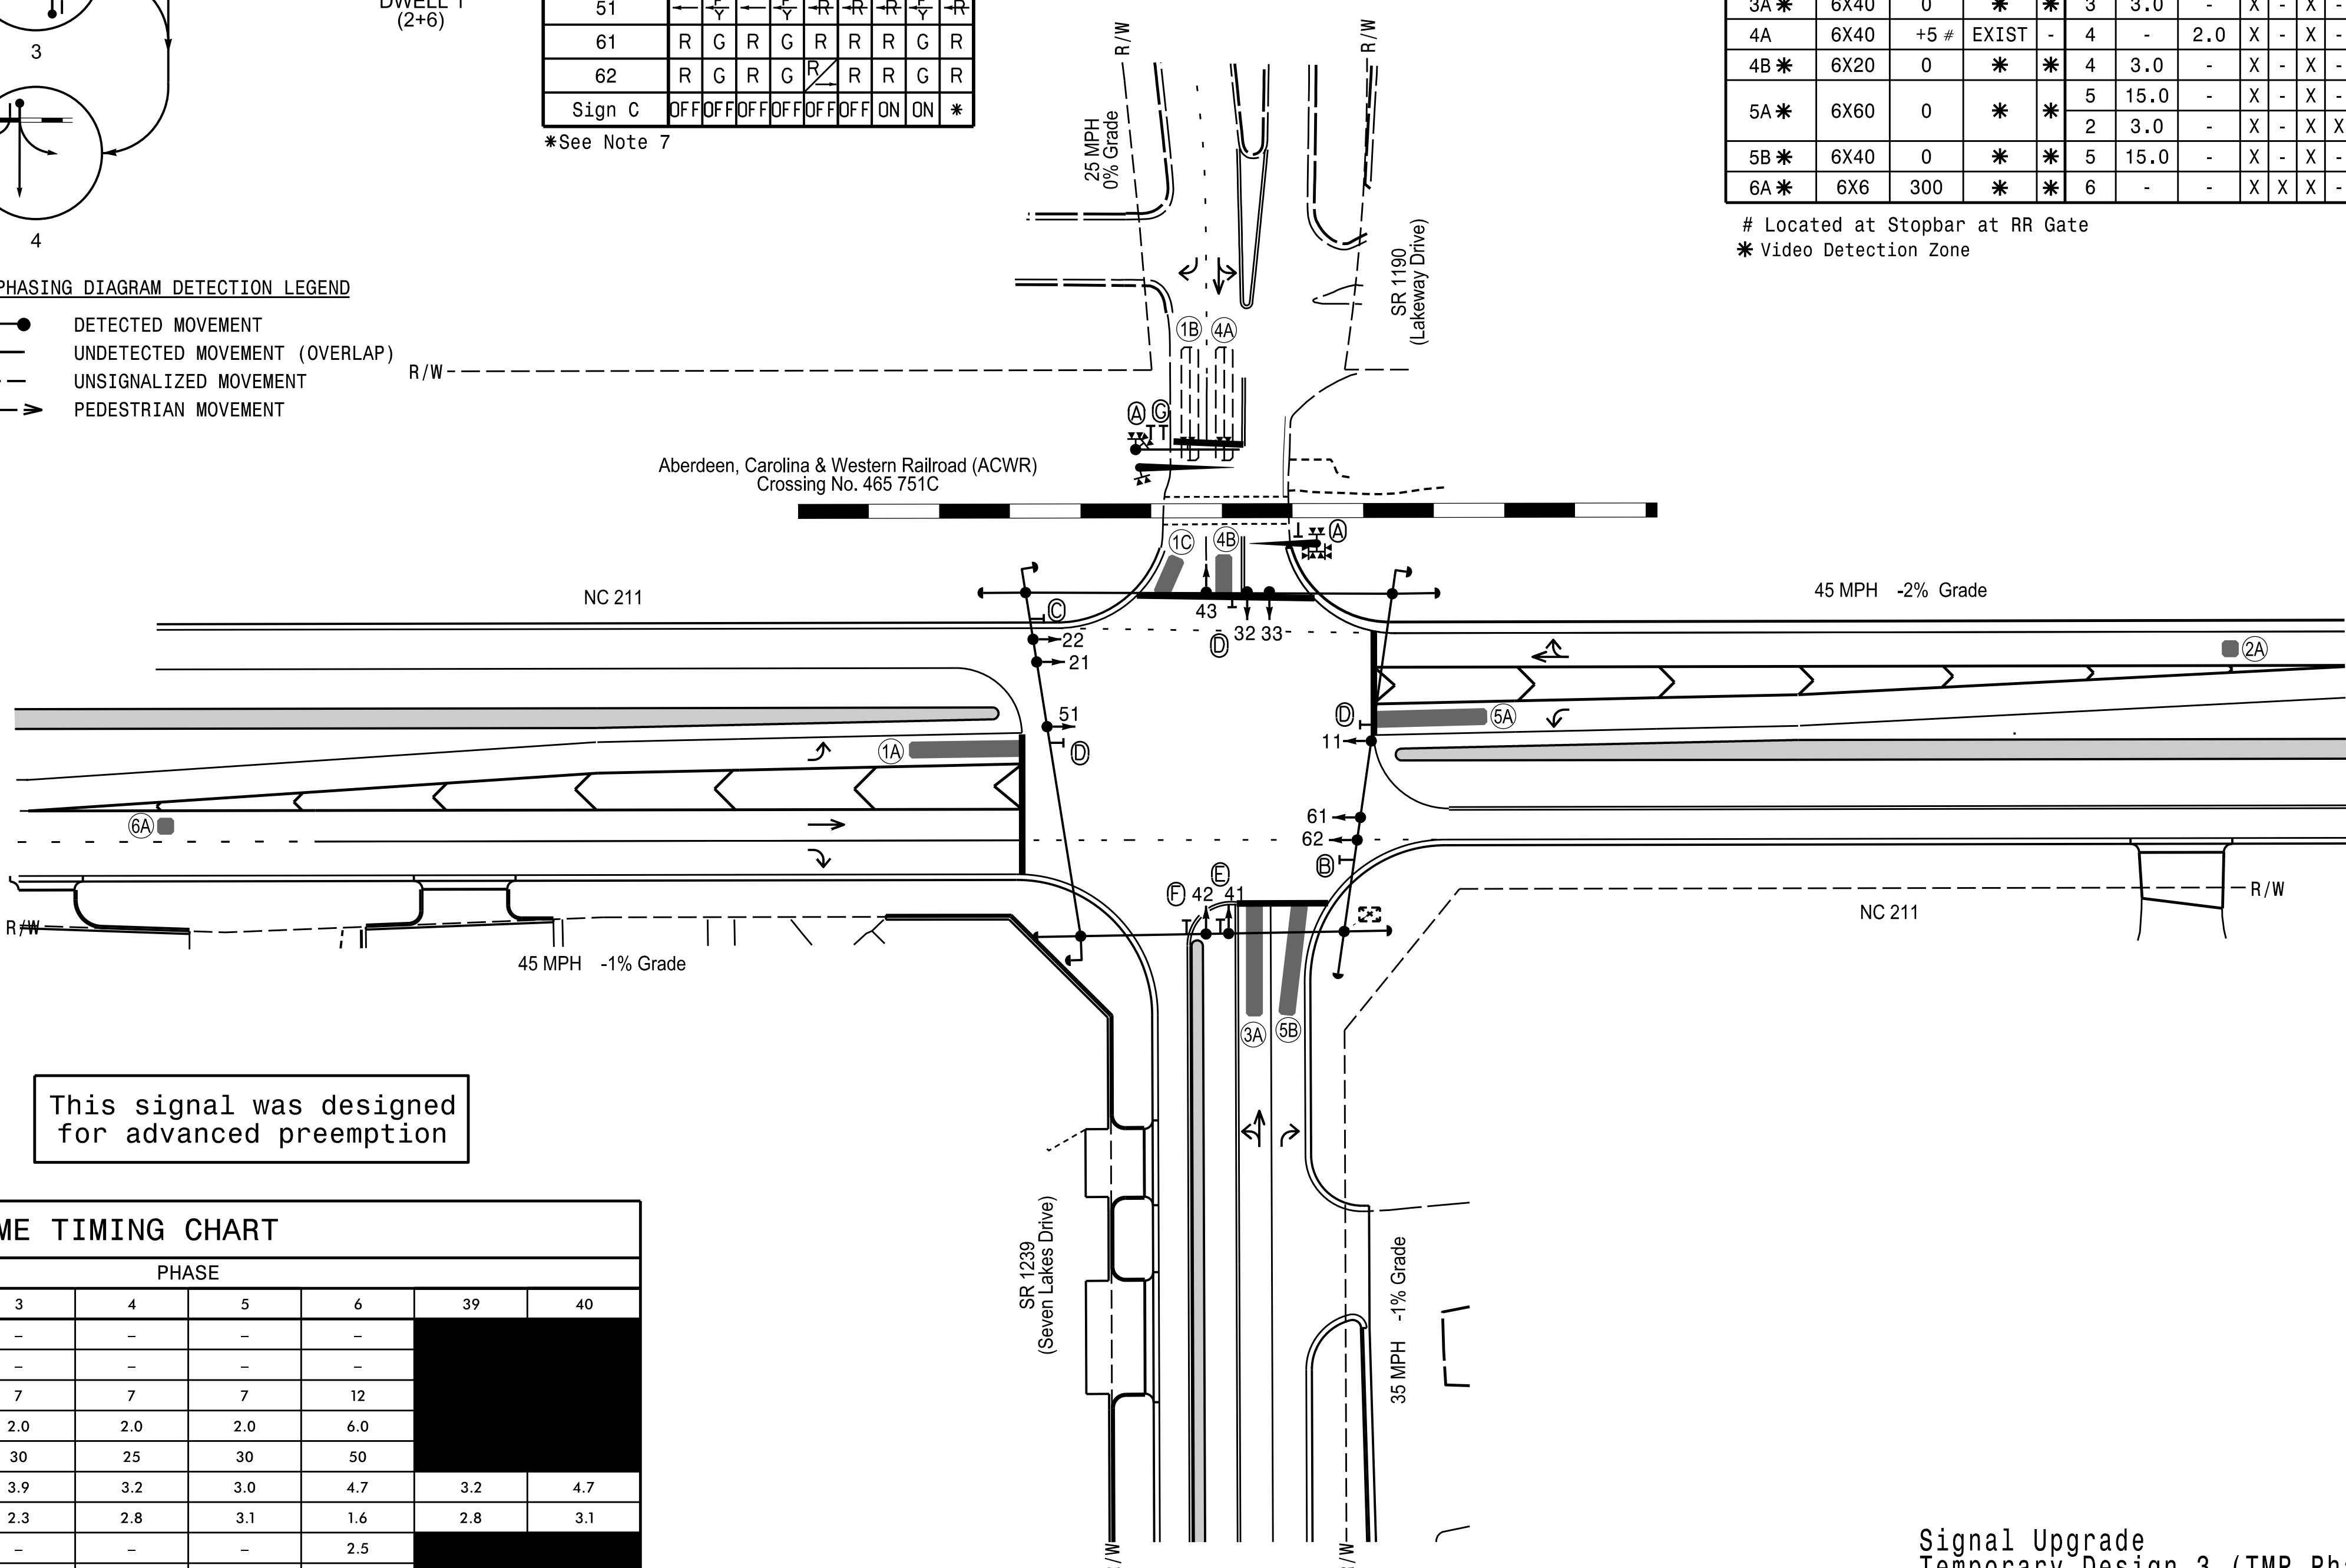 3
4
DWELL 1
(2+6)
51 ← F Y ← F Y R R R F Y R
61 R G R G R R R G R
62 R G R G R R R G R
Sign C OFF OFF OFF OFF OFF OFF ON ON *
*See Note 7
PHASING DIAGRAM DETECTION LEGEND
DETECTED MOVEMENT
UNDETECTED MOVEMENT (OVERLAP)
UNSIGNALIZED MOVEMENT
PEDESTRIAN MOVEMENT
3A* 6X40 0 * * 3 3.0 - X - X -
4A 6X40 +5 # EXIST - 4 - 2.0 X - X -
4B* 6X20 0 * * 4 3.0 - X - X -
5A* 6X60 0 * * 5 15.0 - X - X -
2 3.0 - X - X X
5B* 6X40 0 * * 5 15.0 - X - X -
6A* 6X6 300 * * 6 - - X X X -
# Located at Stopbar at RR Gate
* Video Detection Zone
R/W
R/W
25 MPH
0% Grade
SR 1190
(Lakeway Drive)
1B 4A
R/W
A G
Aberdeen, Carolina & Western Railroad (ACWR)
Crossing No. 465 751C
A
1C 4B
NC 211
45 MPH -2% Grade
C
43
32 33
D
22
21
2A
51
D
D
5A
1A
11
6A
61
62
B
E
F 42 41
R/W
R/W
NC 211
45 MPH -1% Grade
3A 5B
This signal was designed
for advanced preemption
SR 1239
(Seven Lakes Drive)
35 MPH -1% Grade
ME TIMING CHART
PHASE
3 4 5 6 39 40
– – – –
– – – –
7 7 7 12
2.0 2.0 2.0 6.0
30 25 30 50
3.9 3.2 3.0 4.7 3.2 4.7
2.3 2.8 3.1 1.6 2.8 3.1
– – – 2.5
/W
/W
Signal Upgrade
Temporary Design 3 (TMP Ph